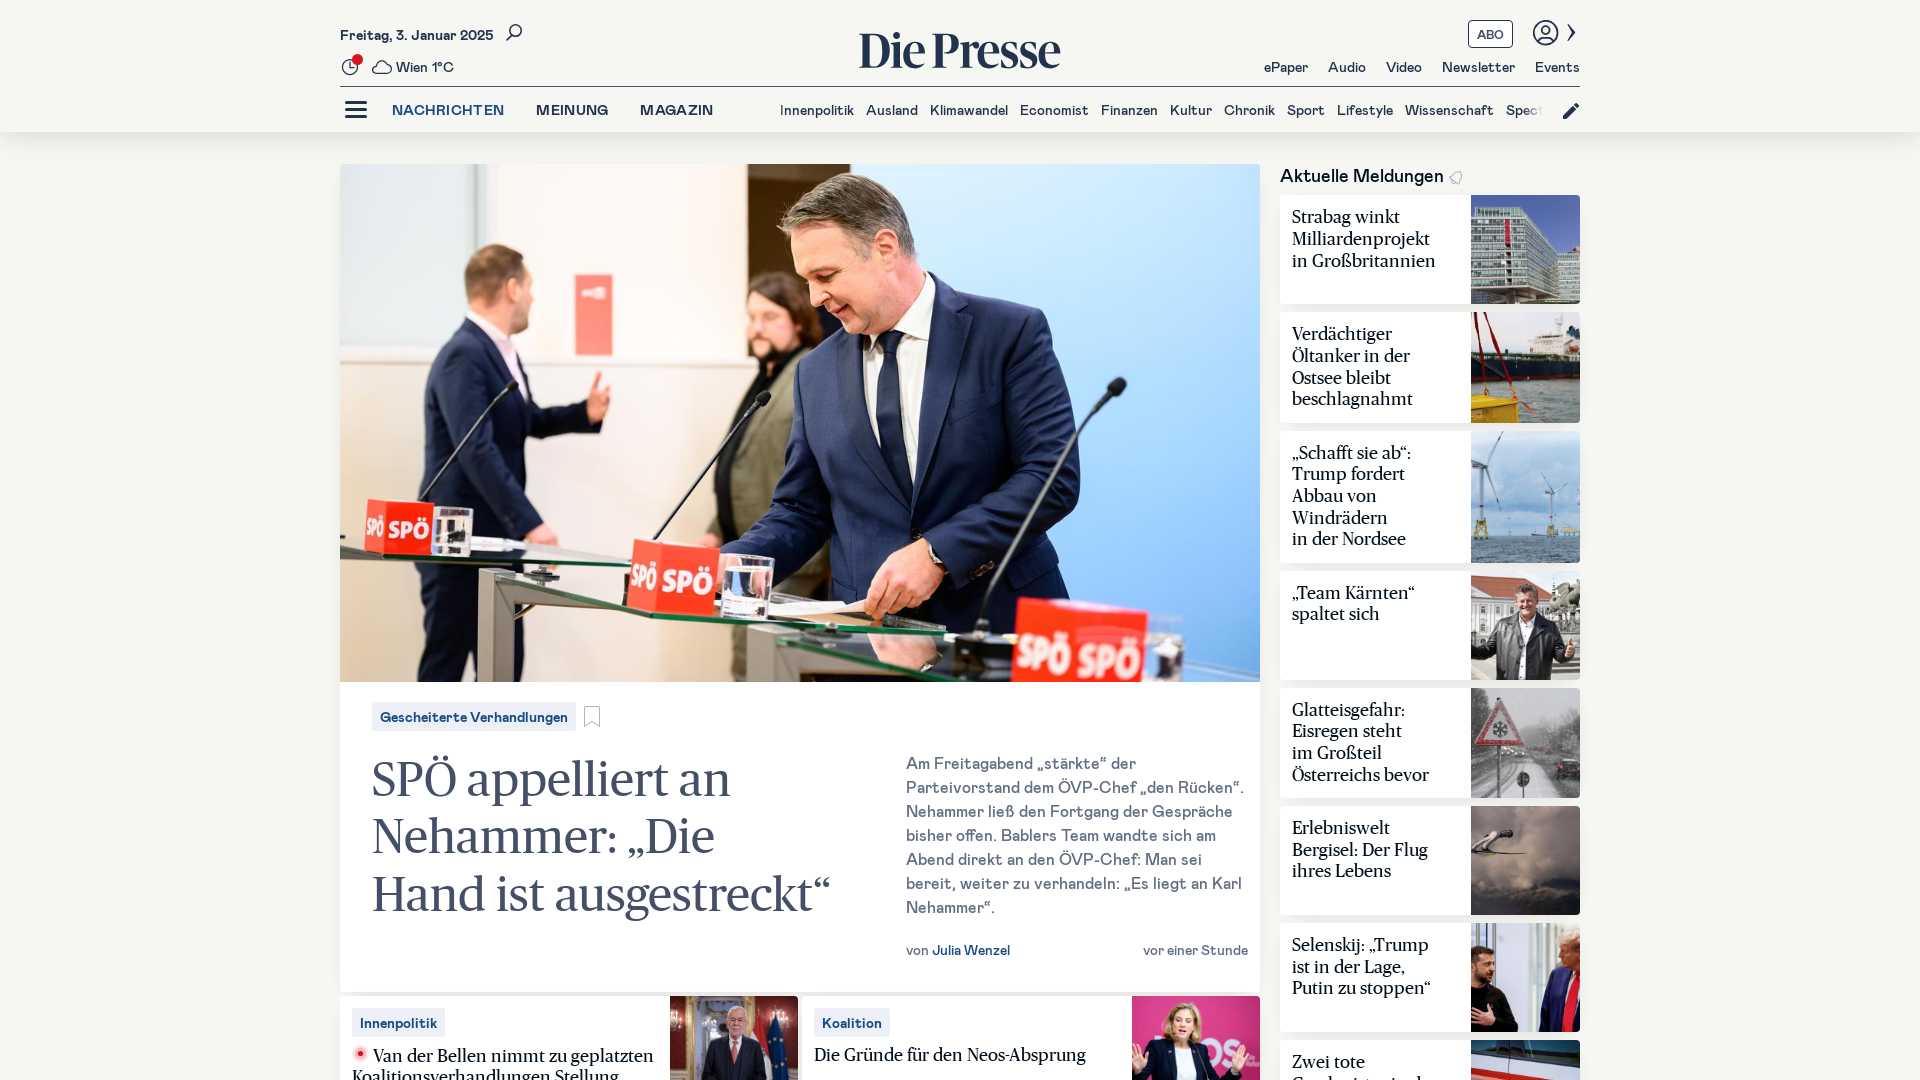 Freitag, 3. Januar 2025
Wien 1°C
Die Presse
ABO
ePaper Audio Video Newsletter Events
NACHRICHTEN MEINUNG MAGAZIN
Innenpolitik Ausland Klimawandel Economist Finanzen Kultur Chronik Sport Lifestyle Wissenschaft Spect
SPÖ SPÖ
SPÖ SPÖ
SPÖ SPÖ
Gescheiterte Verhandlungen
SPÖ appelliert an
Nehammer: „Die
Hand ist ausgestreckt“
Am Freitagabend „stärkte“ der
Parteivorstand dem ÖVP-Chef „den Rücken“.
Nehammer ließ den Fortgang der Gespräche
bisher offen. Bablers Team wandte sich am
Abend direkt an den ÖVP-Chef: Man sei
bereit, weiter zu verhandeln: „Es liegt an Karl
Nehammer“.
von Julia Wenzel
vor einer Stunde
Innenpolitik
Van der Bellen nimmt zu geplatzten
Koalitionsverhandlungen Stellung
Koalition
Die Gründe für den Neos-Absprung
neos
Aktuelle Meldungen
Strabag winkt
Milliardenprojekt
in Großbritannien
Verdächtiger
Öltanker in der
Ostsee bleibt
beschlagnahmt
„Schafft sie ab“:
Trump fordert
Abbau von
Windrädern
in der Nordsee
„Team Kärnten“
spaltet sich
Glatteisgefahr:
Eisregen steht
im Großteil
Österreichs bevor
Erlebniswelt
Bergisel: Der Flug
ihres Lebens
Selenskij: „Trump
ist in der Lage,
Putin zu stoppen“
Zwei tote